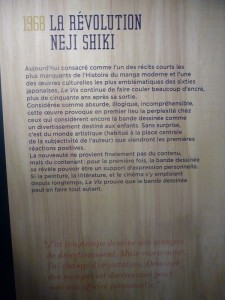 1968 LA RÉVOLUTION
NEJI SHIKI
Aujourd'hui consacré comme l'un des récits courts les
plus marquants de l'Histoire du manga moderne et l'une
des œuvres culturelles les plus emblématiques des sixties
japonaises, La Vis continue de faire couler beaucoup d'encre,
plus de cinquante ans après sa sortie.
Considérée comme absurde, illogique, incompréhensible,
cette œuvre provoque en premier lieu la perplexité chez
ceux qui considèrent encore la bande dessinée comme
un divertissement destiné aux enfants. Sans surprise,
c'est du monde artistique (habitué à la place centrale
de la subjectivité de l'auteur) que viendront les premières
réactions positives.
La nouveauté ne provient finalement pas du contenu,
mais du contenant : pour la première fois, la bande dessinée
se révèle pouvoir être un support d'expression personnelle.
Si la peinture, la littérature, et le cinéma s'y emploient
depuis longtemps, La Vis prouve que la bande dessinée
peut en faire tout autant.